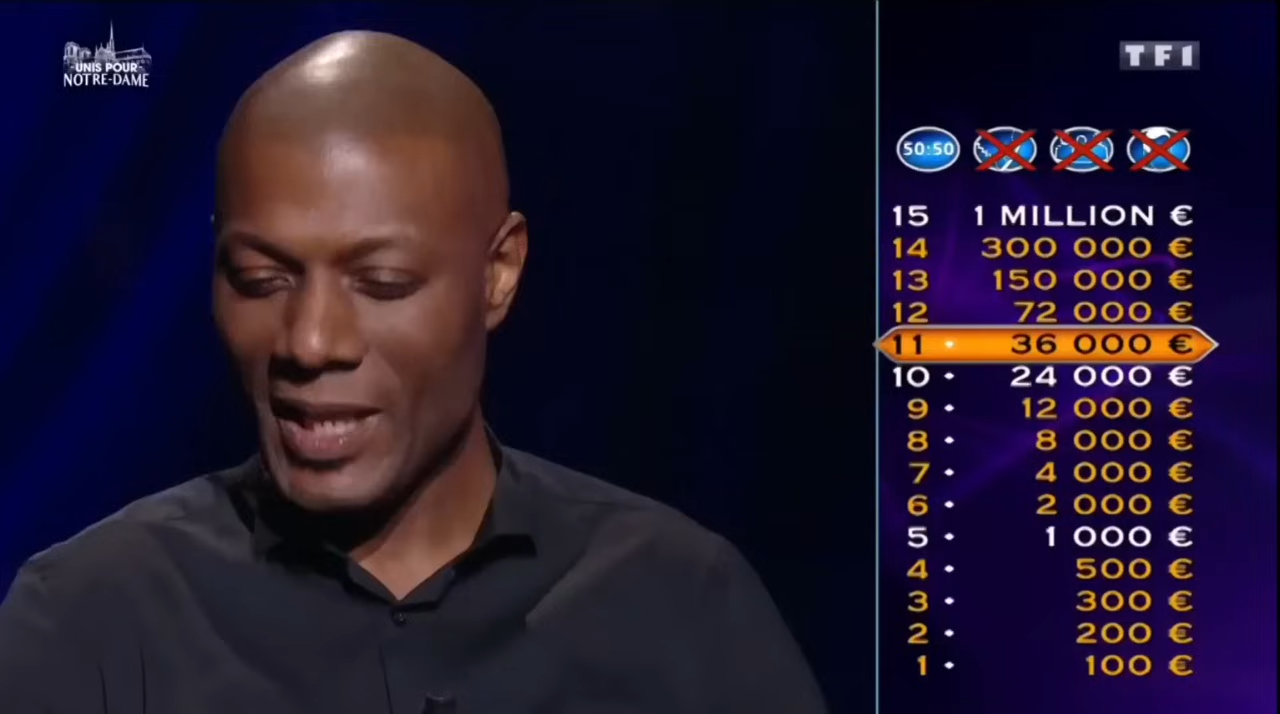 UNIS POUR
NOTRE-DAME
TF1
50:50
15 1 MILLION €
14 300 000 €
13 150 000 €
12 72 000 €
11 36 000 €
10 24 000 €
9 12 000 €
8 8 000 €
7 4 000 €
6 2 000 €
5 1 000 €
4 500 €
3 300 €
2 200 €
1 100 €